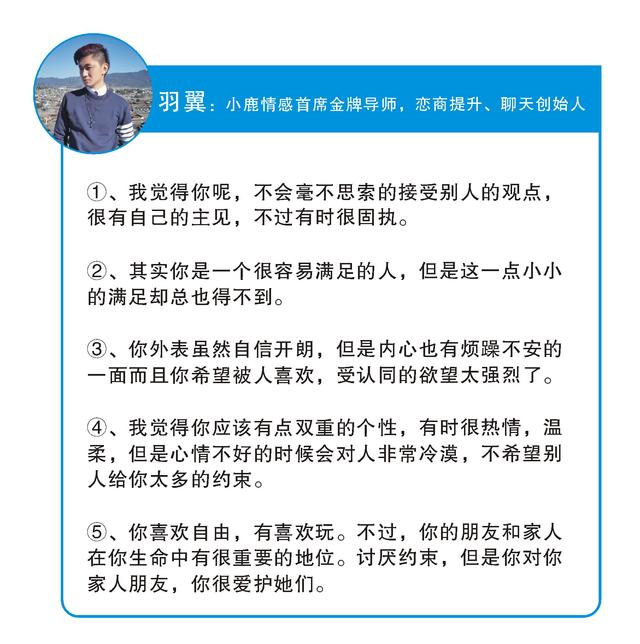 羽翼：小鹿情感首席金牌导师，恋商提升、聊天创始人
①、我觉得你呢，不会毫不思索的接受别人的观点，
很有自己的主见，不过有时很固执。
②、其实你是一个很容易满足的人，但是这一点小小
的满足却总也得不到。
③、你外表虽然自信开朗，但是内心也有烦躁不安的
一面而且你希望被人喜欢，受认同的欲望太强烈了。
④、我觉得你应该有点双重的个性，有时很热情，温
柔，但是心情不好的时候会对人非常冷漠，不希望别
人给你太多的约束。
⑤、你喜欢自由，有喜欢玩。不过，你的朋友和家人
在你生命中有很重要的地位。讨厌约束，但是你对你
家人朋友，你很爱护她们。